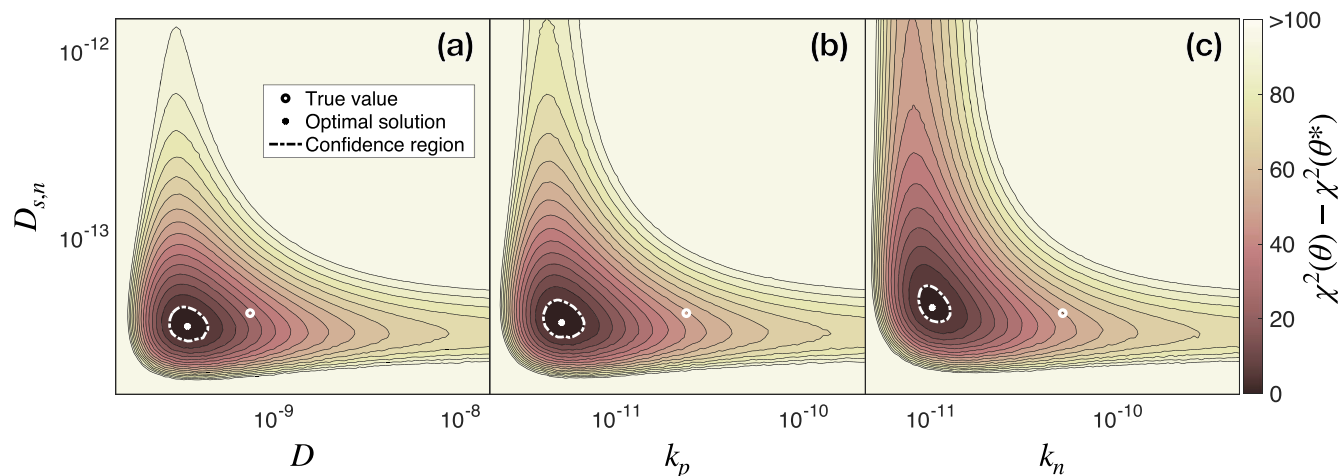 (a)
(b)
(c)
True value
Optimal solution
Confidence region
10⁻¹²
10⁻¹³
D_{s,n}
10⁻⁹
10⁻⁸
D
10⁻¹¹
10⁻¹⁰
k_p
10⁻¹¹
10⁻¹⁰
k_n
>100
80
60
40
20
0
χ²(θ) − χ²(θ*)